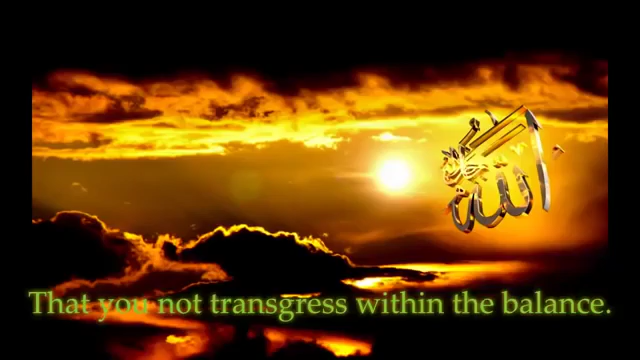 الله
That you not transgress within the balance.